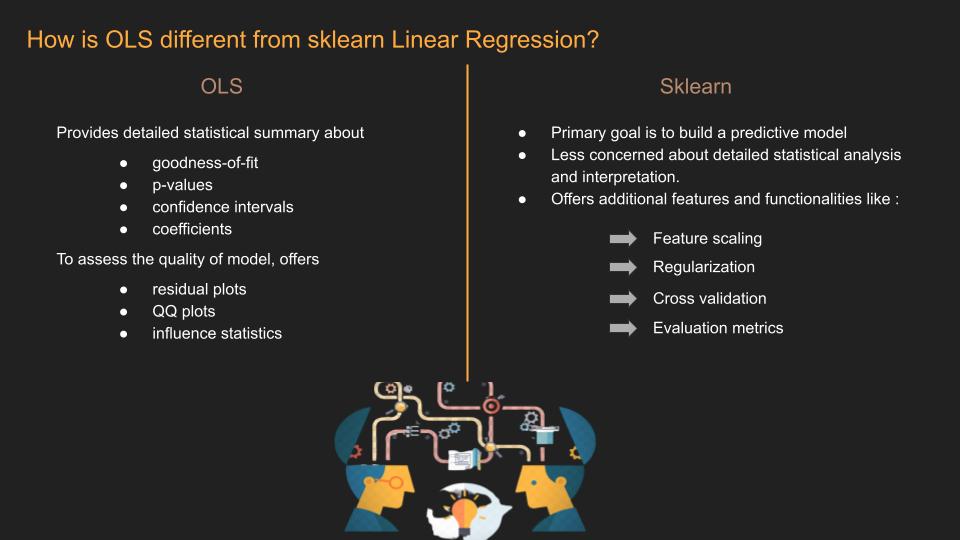 How is OLS different from sklearn Linear Regression?
OLS
Provides detailed statistical summary about
● goodness-of-fit
● p-values
● confidence intervals
● coefficients
To assess the quality of model, offers
● residual plots
● QQ plots
● influence statistics
Sklearn
● Primary goal is to build a predictive model
● Less concerned about detailed statistical analysis
and interpretation.
● Offers additional features and functionalities like :
Feature scaling
Regularization
Cross validation
Evaluation metrics